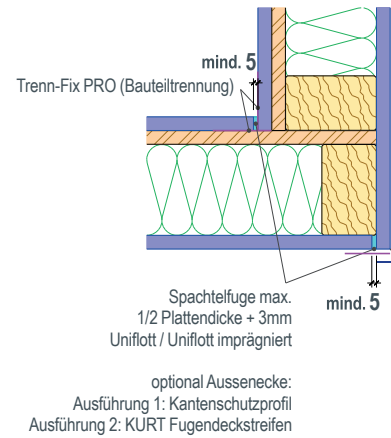 mind. 5
Trenn-Fix PRO (Bauteiltrennung)
Spachtelfuge max.
1/2 Plattendicke + 3mm
Uniflott / Uniflott imprägniert
mind. 5
optional Aussenecke:
Ausführung 1: Kantenschutzprofil
Ausführung 2: KURT Fugendeckstreifen